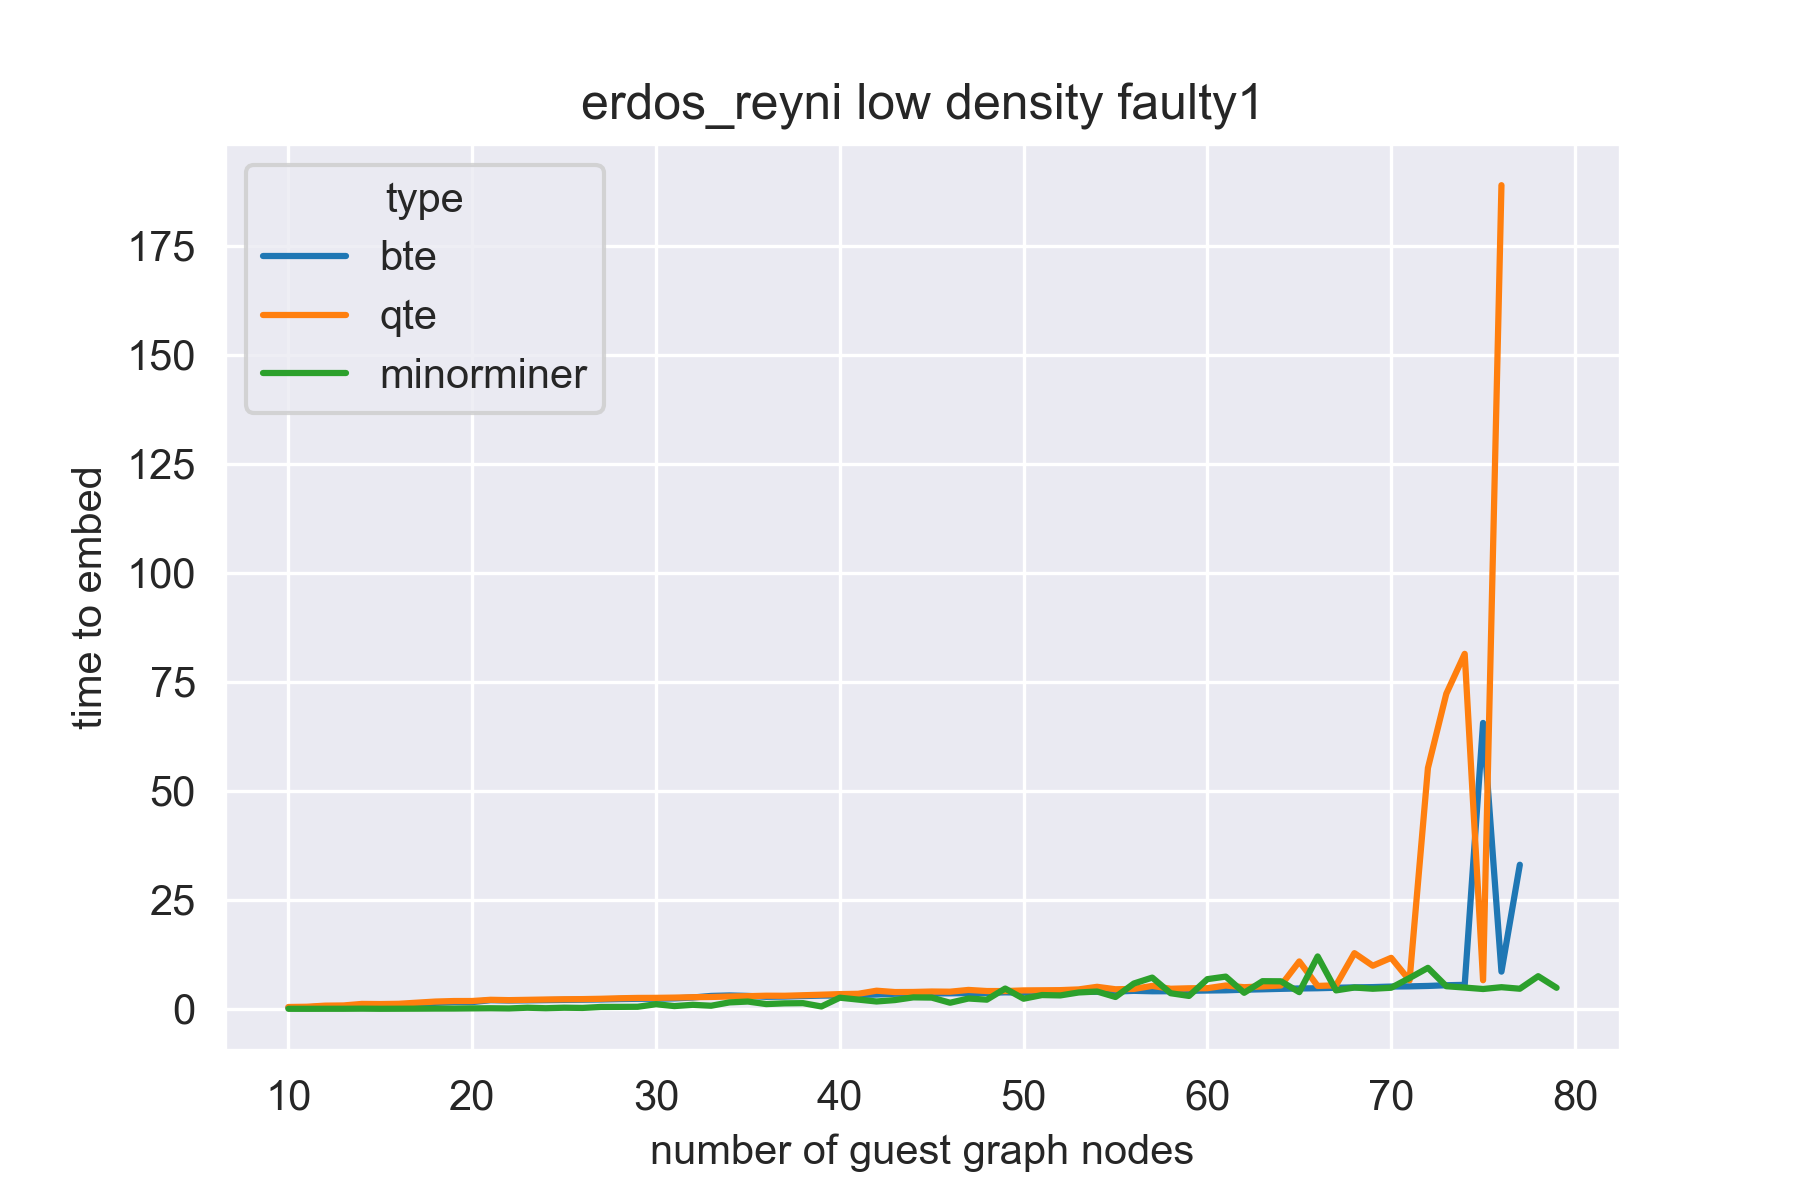 erdos_reyni low density faulty1
type
bte
qte
minorminer
175
150
125
100
75
50
25
0
time to embed
10 20 30 40 50 60 70 80
number of guest graph nodes